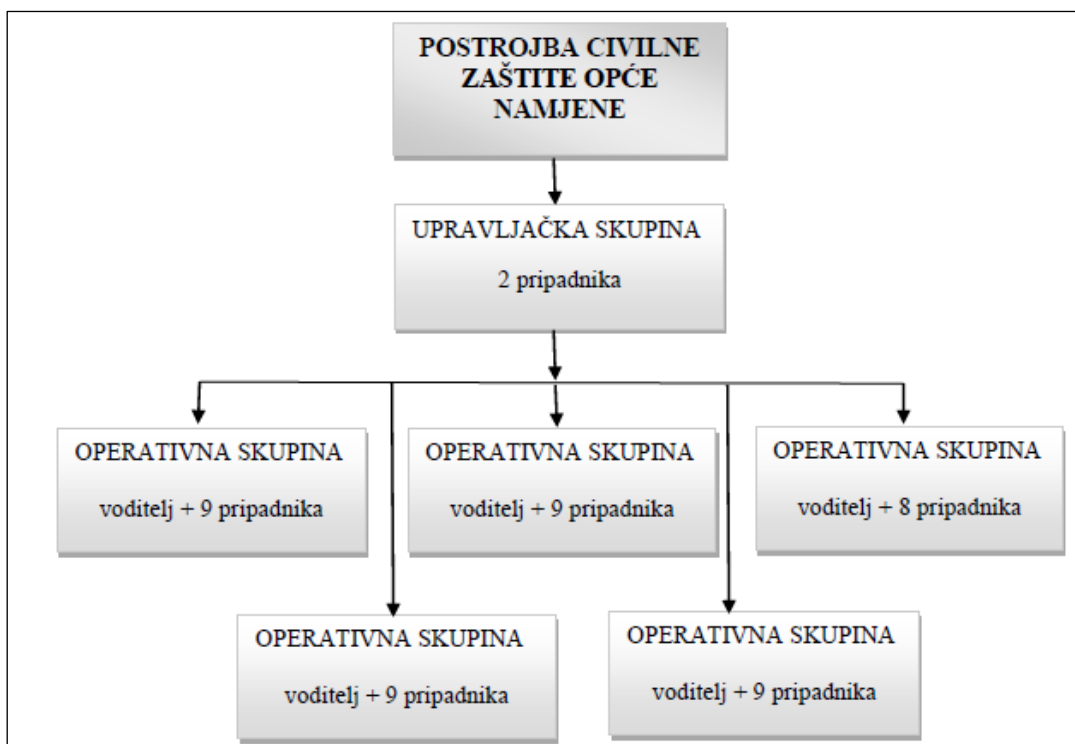 POSTROJBA CIVILNE
ZAŠTITE OPĆE
NAMJENE
UPRAVLJAČKA SKUPINA
2 pripadnika
OPERATIVNA SKUPINA
voditelj + 9 pripadnika
OPERATIVNA SKUPINA
voditelj + 9 pripadnika
OPERATIVNA SKUPINA
voditelj + 8 pripadnika
OPERATIVNA SKUPINA
voditelj + 9 pripadnika
OPERATIVNA SKUPINA
voditelj + 9 pripadnika